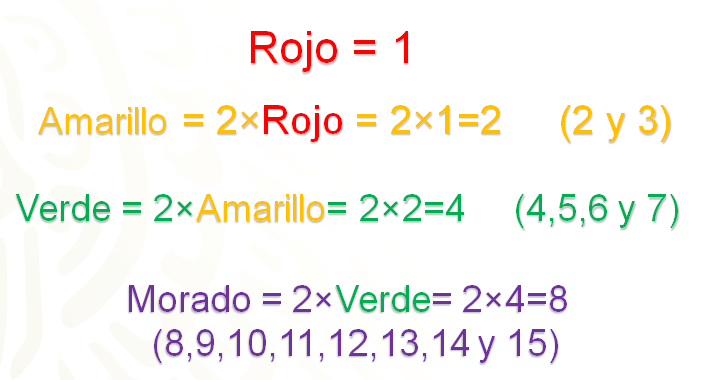 Rojo = 1
Amarillo = 2×Rojo = 2×1=2 (2 y 3)
Verde = 2×Amarillo= 2×2=4 (4,5,6 y 7)
Morado = 2×Verde= 2×4=8
(8,9,10,11,12,13,14 y 15)